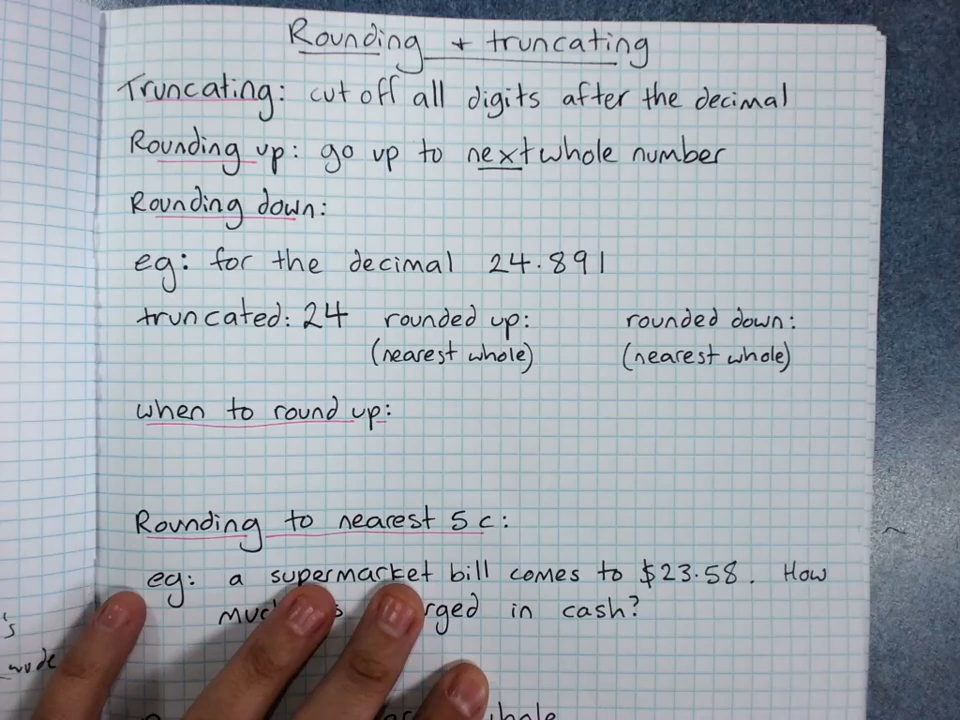 Rounding + truncating
Truncating: cut off all digits after the decimal
Rounding up: go up to next whole number
Rounding down:
eg: for the decimal 24.891
truncated: 24 rounded up: rounded down:
(nearest whole) (nearest whole)
when to round up:
Rounding to nearest 5c:
eg: a supermarket bill comes to $23.58. How
in cash?